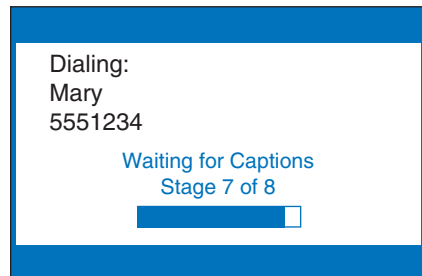 Dialing:
Mary
5551234
Waiting for Captions
Stage 7 of 8